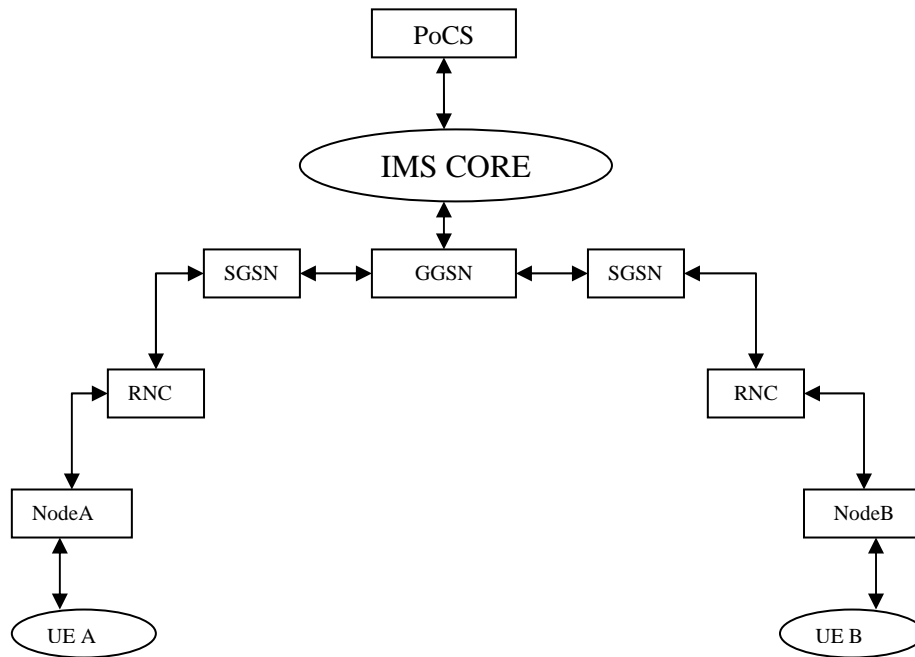 PoCS
IMS CORE
SGSN
GGSN
SGSN
RNC
RNC
NodeA
NodeB
UE A
UE B